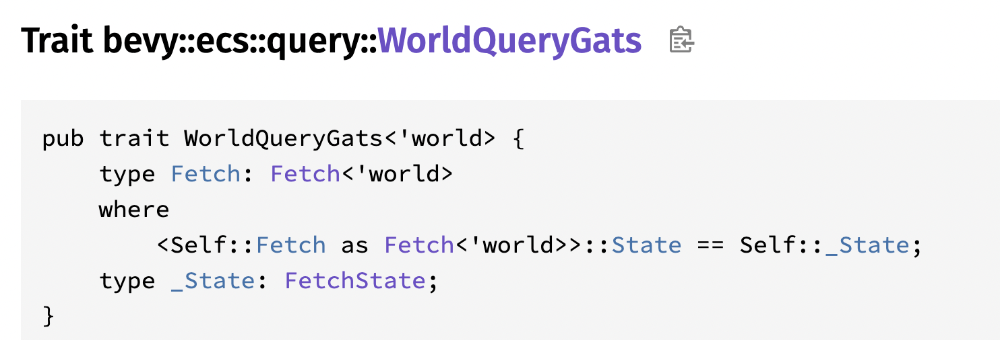 Trait bevy::ecs::query::WorldQueryGats
pub trait WorldQueryGats<'world> {
    type Fetch: Fetch<'world>
    where
        <Self::Fetch as Fetch<'world>>::State == Self::_State;
    type _State: FetchState;
}